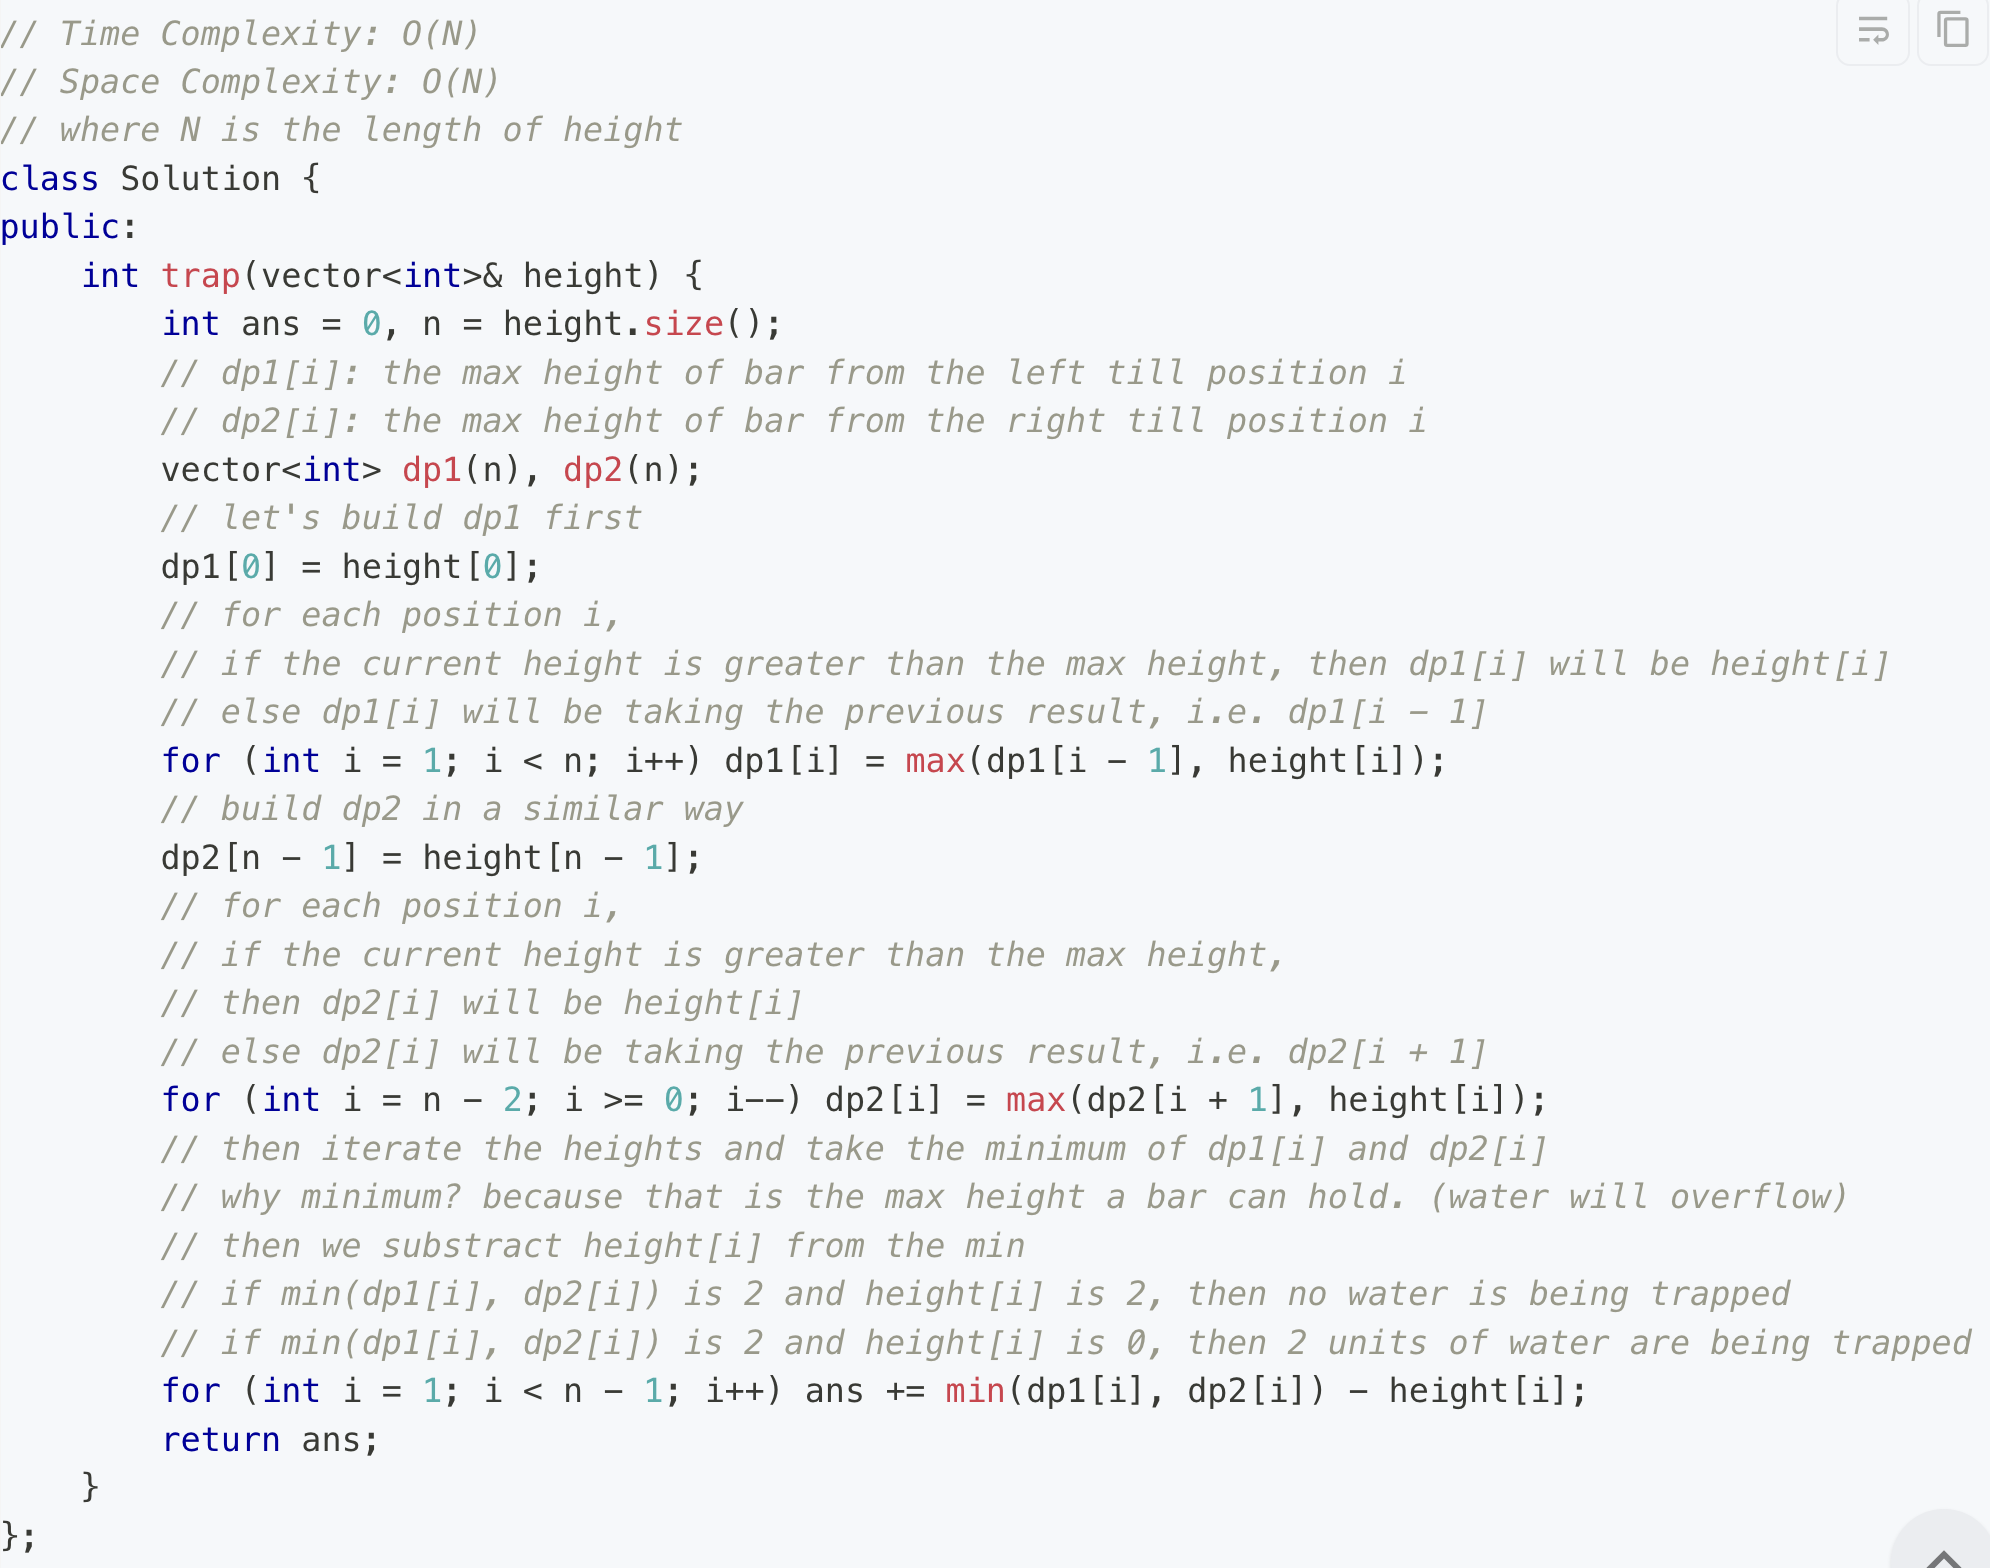 // Time Complexity: O(N)
// Space Complexity: O(N)
// where N is the length of height
class Solution {
public:
    int trap(vector<int>& height) {
        int ans = 0, n = height.size();
        // dp1[i]: the max height of bar from the left till position i
        // dp2[i]: the max height of bar from the right till position i
        vector<int> dp1(n), dp2(n);
        // let's build dp1 first
        dp1[0] = height[0];
        // for each position i,
        // if the current height is greater than the max height, then dp1[i] will be height[i]
        // else dp1[i] will be taking the previous result, i.e. dp1[i - 1]
        for (int i = 1; i < n; i++) dp1[i] = max(dp1[i - 1], height[i]);
        // build dp2 in a similar way
        dp2[n - 1] = height[n - 1];
        // for each position i,
        // if the current height is greater than the max height,
        // then dp2[i] will be height[i]
        // else dp2[i] will be taking the previous result, i.e. dp2[i + 1]
        for (int i = n - 2; i >= 0; i--) dp2[i] = max(dp2[i + 1], height[i]);
        // then iterate the heights and take the minimum of dp1[i] and dp2[i]
        // why minimum? because that is the max height a bar can hold. (water will overflow)
        // then we substract height[i] from the min
        // if min(dp1[i], dp2[i]) is 2 and height[i] is 2, then no water is being trapped
        // if min(dp1[i], dp2[i]) is 2 and height[i] is 0, then 2 units of water are being trapped
        for (int i = 1; i < n - 1; i++) ans += min(dp1[i], dp2[i]) - height[i];
        return ans;
    }
};